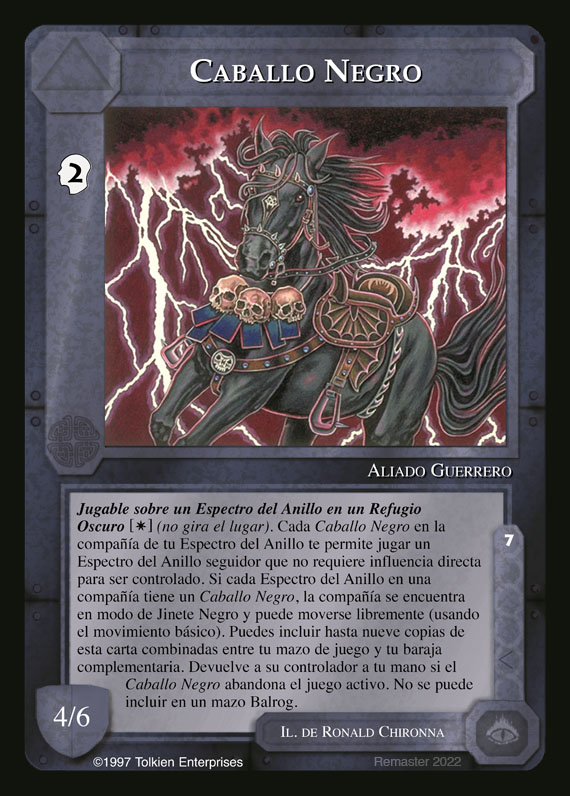 Caballo Negro
2
Aliado Guerrero
Jugable sobre un Espectro del Anillo en un Refugio
Oscuro [✷] (no gira el lugar). Cada Caballo Negro en la
compañía de tu Espectro del Anillo te permite jugar un
Espectro del Anillo seguidor que no requiere influencia directa
para ser controlado. Si cada Espectro del Anillo en una
compañía tiene un Caballo Negro, la compañía se encuentra
en modo de Jinete Negro y puede moverse libremente (usando
el movimiento básico). Puedes incluir hasta nueve copias de
esta carta combinadas entre tu mazo de juego y tu baraja
complementaria. Devuelve a su controlador a tu mano si el
Caballo Negro abandona el juego activo. No se puede
incluir en un mazo Balrog.
7
4/6
Il. de Ronald Chironna
©1997 Tolkien Enterprises
Remaster 2022